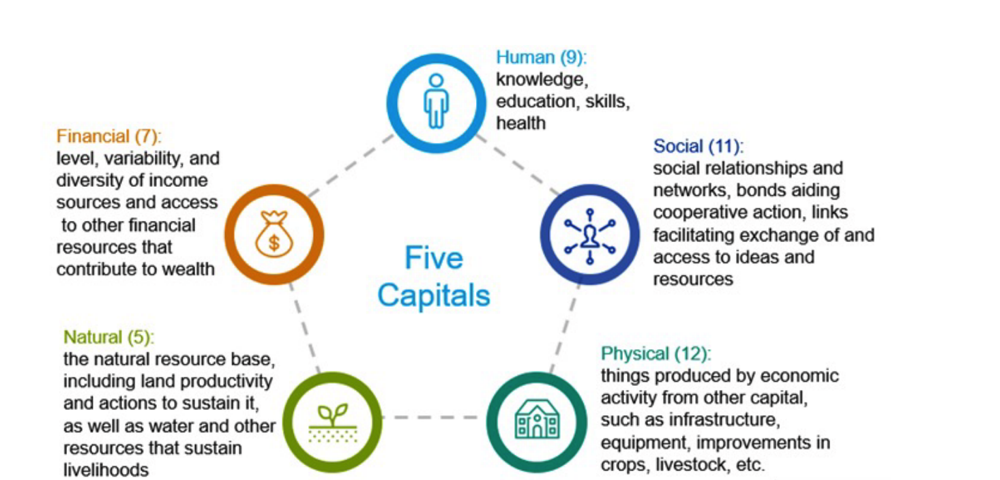 Human (9):
knowledge,
education, skills,
health
Financial (7):
level, variability, and
diversity of income
sources and access
to other financial
resources that
contribute to wealth
$
Social (11):
social relationships and
networks, bonds aiding
cooperative action, links
facilitating exchange of and
access to ideas and
resources
Five
Capitals
Natural (5):
the natural resource base,
including land productivity
and actions to sustain it,
as well as water and other
resources that sustain
livelihoods
Physical (12):
things produced by economic
activity from other capital,
such as infrastructure,
equipment, improvements in
crops, livestock, etc.